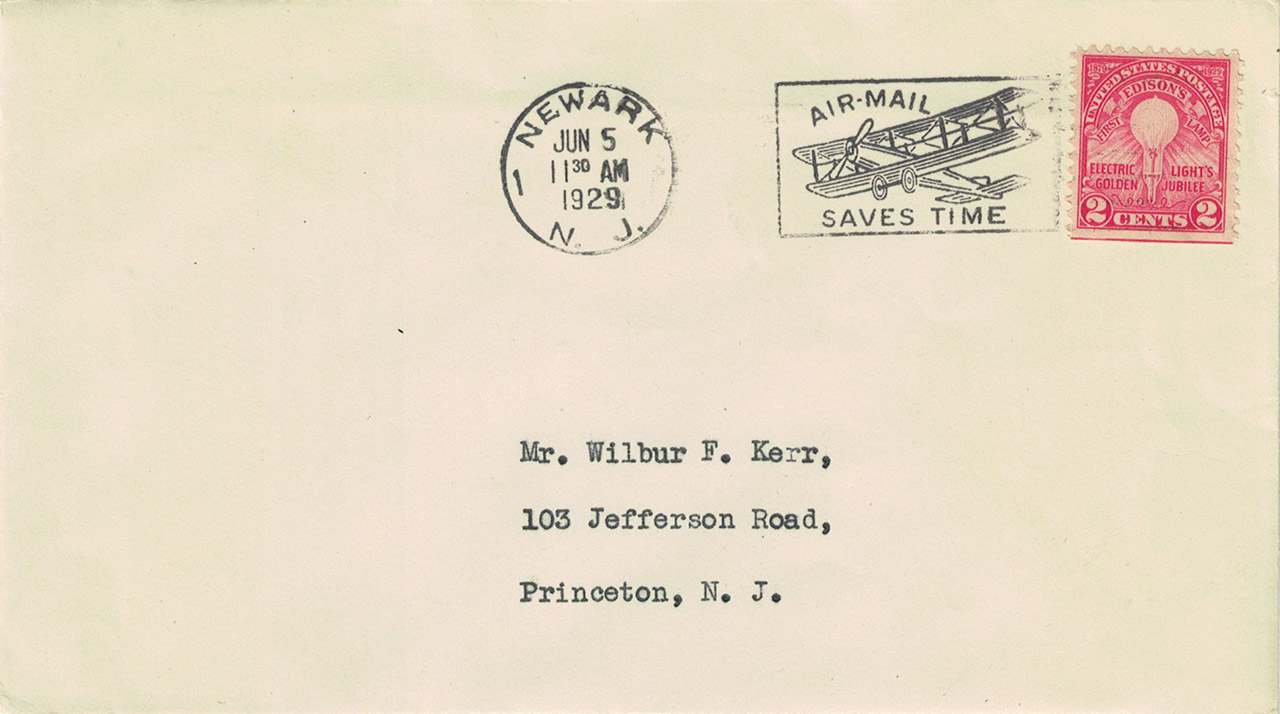 NEWARK
JUN 5
11 30 AM
1
1929
N. J.
AIR-MAIL
SAVES TIME
1879 1929
UNITED STATES POSTAGE
EDISON'S
FIRST LAMP
ELECTRIC LIGHT'S
GOLDEN JUBILEE
2 CENTS 2
Mr. Wilbur F. Kerr,
103 Jefferson Road,
Princeton, N. J.